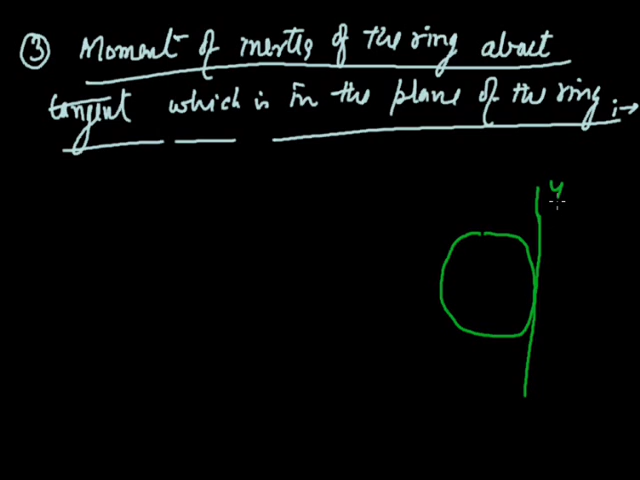 ③ Moment of inertia of the ring about
tangent which is in the plane of the ring :→
y